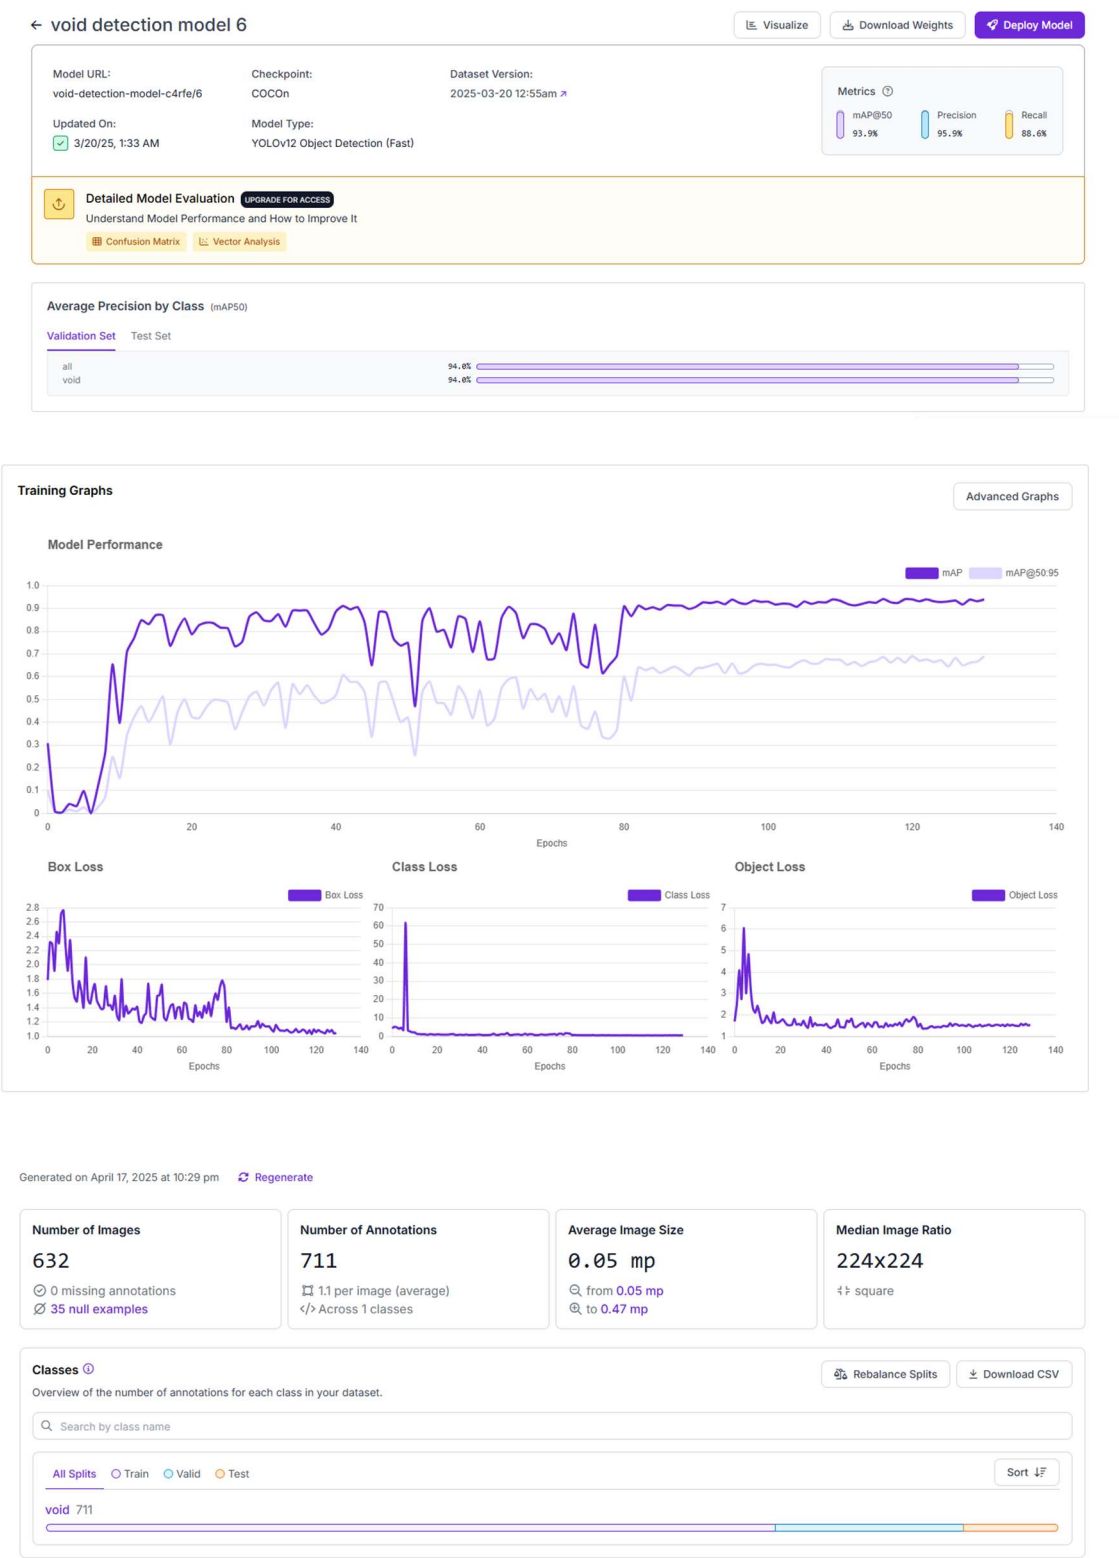 ← void detection model 6
Visualize
Download Weights
Deploy Model
Model URL:
void-detection-model-c4rfe/6
Checkpoint:
COCOn
Dataset Version:
2025-03-20 12:55am ↗
Updated On:
3/20/25, 1:33 AM
Model Type:
YOLOv12 Object Detection (Fast)
Metrics
mAP@50
93.9%
Precision
95.9%
Recall
88.6%
Detailed Model Evaluation UPGRADE FOR ACCESS
Understand Model Performance and How to Improve It
Confusion Matrix
Vector Analysis
Average Precision by Class (mAP50)
Validation Set Test Set
all 94.0%
void 94.0%
Training Graphs
Advanced Graphs
Model Performance
mAP mAP@50:95
1.0
0.9
0.8
0.7
0.6
0.5
0.4
0.3
0.2
0.1
0
0 20 40 60 80 100 120 140
Epochs
Box Loss
Box Loss
2.8
2.6
2.4
2.2
2.0
1.8
1.6
1.4
1.2
1.0
0 20 40 60 80 100 120 140
Epochs
Class Loss
Class Loss
70
60
50
40
30
20
10
0
0 20 40 60 80 100 120 140
Epochs
Object Loss
Object Loss
7
6
5
4
3
2
1
0 20 40 60 80 100 120 140
Epochs
Generated on April 17, 2025 at 10:29 pm Regenerate
Number of Images
632
0 missing annotations
35 null examples
Number of Annotations
711
1.1 per image (average)
</> Across 1 classes
Average Image Size
0.05 mp
from 0.05 mp
to 0.47 mp
Median Image Ratio
224x224
square
Classes
Rebalance Splits
Download CSV
Overview of the number of annotations for each class in your dataset.
Search by class name
All Splits Train Valid Test
Sort
void 711